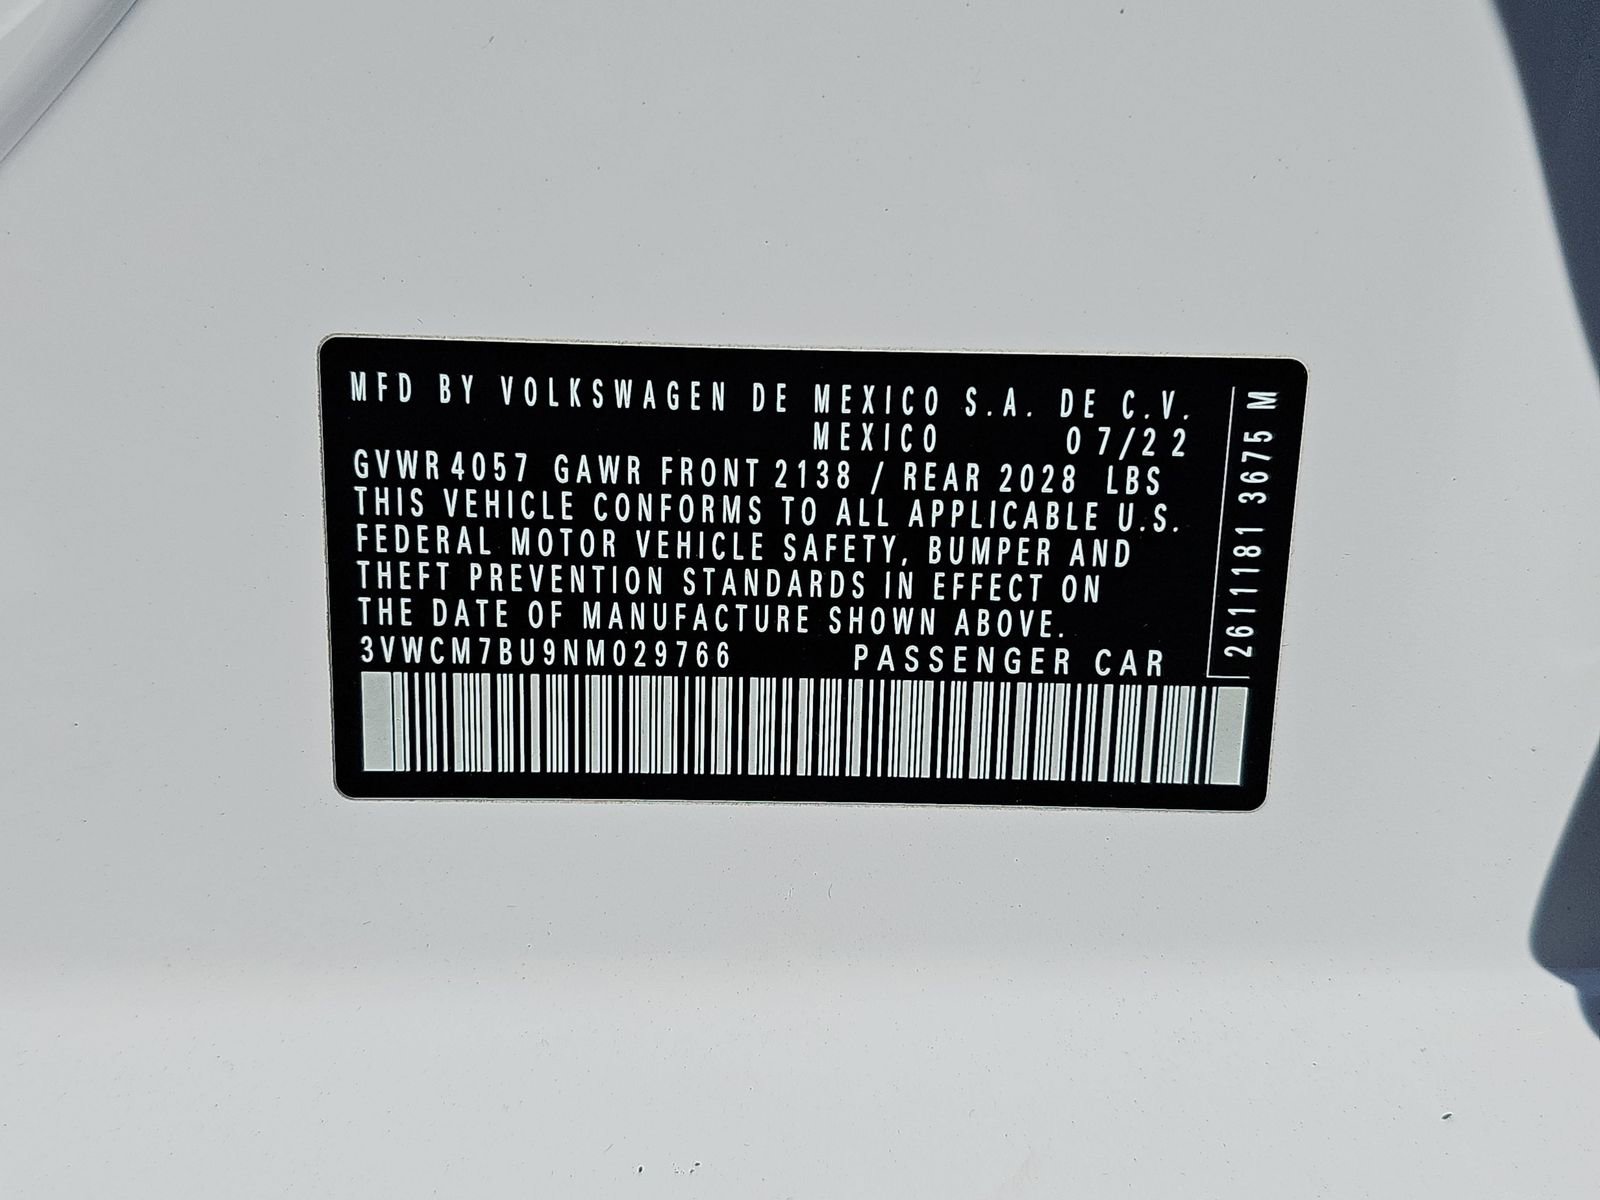 MFD BY VOLKSWAGEN DE MEXICO S.A. DE C.V.
MEXICO 07/22
GVWR 4057 GAWR FRONT 2138 / REAR 2028 LBS
THIS VEHICLE CONFORMS TO ALL APPLICABLE U.S.
FEDERAL MOTOR VEHICLE SAFETY, BUMPER AND
THEFT PREVENTION STANDARDS IN EFFECT ON
THE DATE OF MANUFACTURE SHOWN ABOVE.
3VWCM7BU9NM029766 PASSENGER CAR
2611181 3675 M